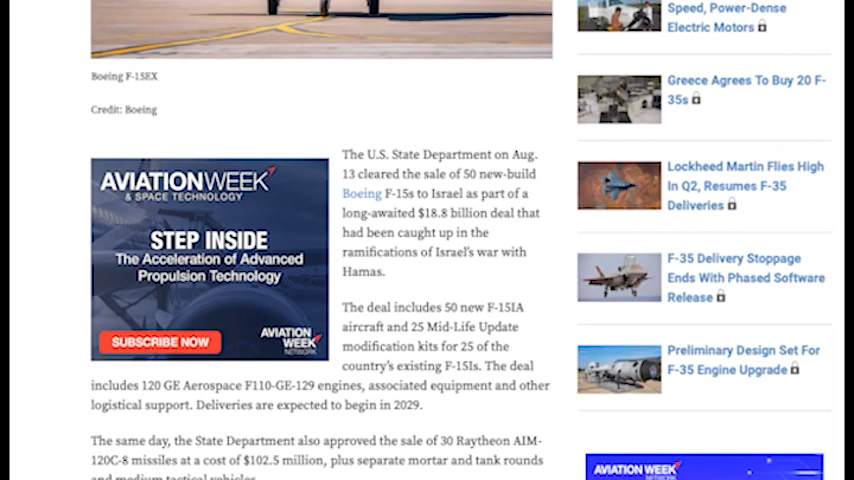 Boeing F-15EX
Credit: Boeing
AVIATION WEEK
& SPACE TECHNOLOGY
STEP INSIDE
The Acceleration of Advanced
Propulsion Technology
SUBSCRIBE NOW
AVIATION
WEEK
NETWORK
The U.S. State Department on Aug.
13 cleared the sale of 50 new-build
Boeing F-15s to Israel as part of a
long-awaited $18.8 billion deal that
had been caught up in the
ramifications of Israel's war with
Hamas.
The deal includes 50 new F-15IA
aircraft and 25 Mid-Life Update
modification kits for 25 of the
country's existing F-15Is. The deal
includes 120 GE Aerospace F110-GE-129 engines, associated equipment and other
logistical support. Deliveries are expected to begin in 2029.
The same day, the State Department also approved the sale of 30 Raytheon AIM-
120C-8 missiles at a cost of $102.5 million, plus separate mortar and tank rounds
and medium tactical vehicles.
Speed, Power-Dense
Electric Motors
Greece Agrees To Buy 20 F-
35s
Lockheed Martin Flies High
In Q2, Resumes F-35
Deliveries
F-35 Delivery Stoppage
Ends With Phased Software
Release
Preliminary Design Set For
F-35 Engine Upgrade
AVIATION WEEK
NETWORK